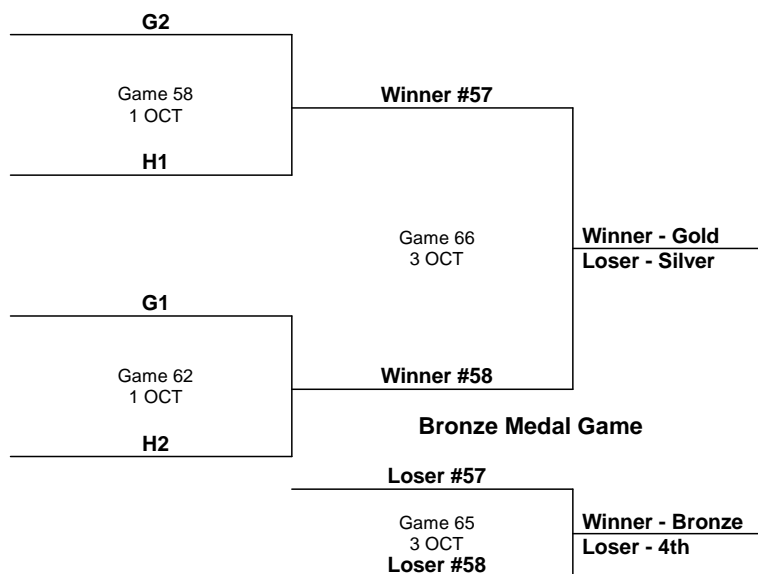 G2
Game 58
1 OCT
Winner #57
H1
Game 66
3 OCT
Winner - Gold
Loser - Silver
G1
Game 62
1 OCT
Winner #58
H2
Bronze Medal Game
Loser #57
Game 65
3 OCT
Winner - Bronze
Loser - 4th
Loser #58